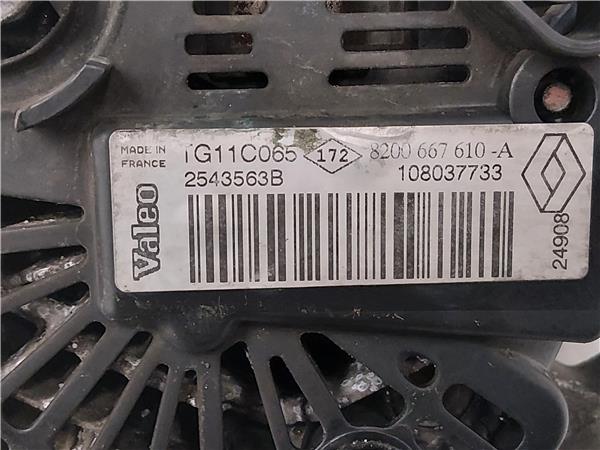 MADE IN
FRANCE
Valeo
TG11C065 172 8200 667 610 -A
2543563B 108037733
24908